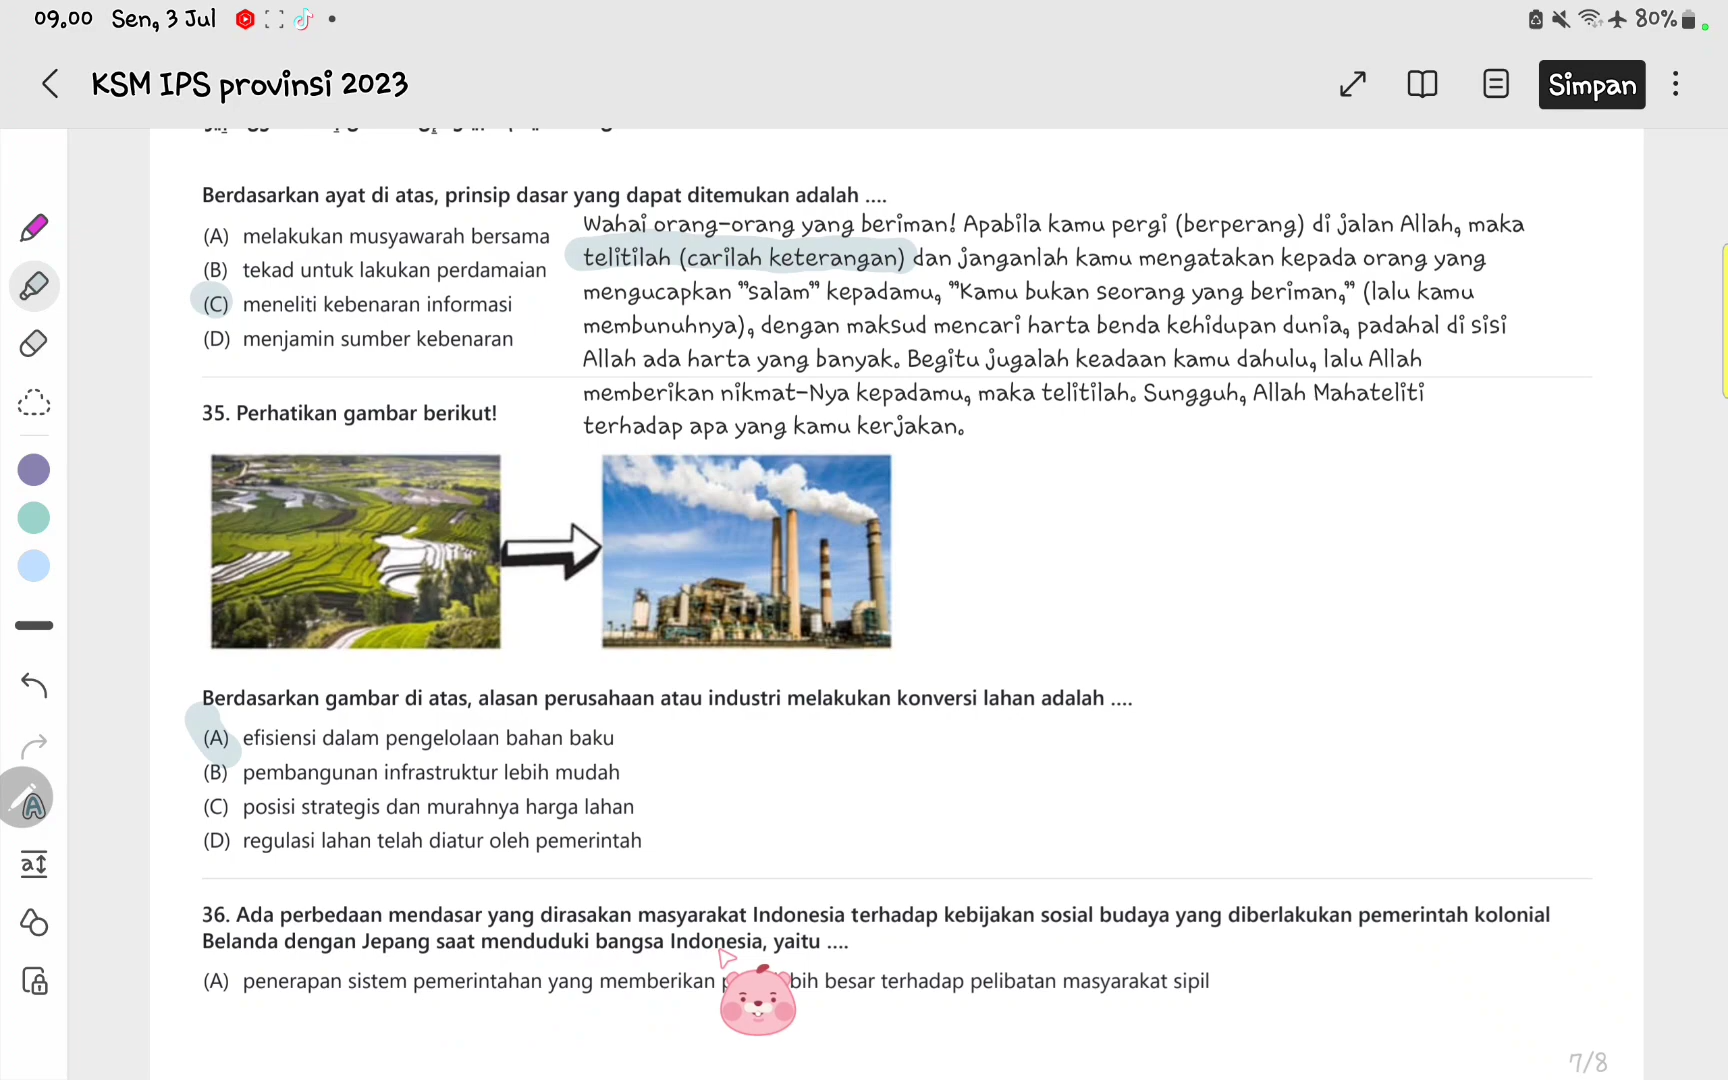 09.00 Sen, 3 Jul
80%
KSM IPS provinsi 2023
Simpan
Berdasarkan ayat di atas, prinsip dasar yang dapat ditemukan adalah ....
(A) melakukan musyawarah bersama
(B) tekad untuk lakukan perdamaian
(C) meneliti kebenaran informasi
(D) menjamin sumber kebenaran
Wahai orang-orang yang beriman! Apabila kamu pergi (berperang) di jalan Allah, maka
telitilah (carilah keterangan) dan janganlah kamu mengatakan kepada orang yang
mengucapkan "salam" kepadamu, "Kamu bukan seorang yang beriman," (lalu kamu
membunuhnya), dengan maksud mencari harta benda kehidupan dunia, padahal di sisi
Allah ada harta yang banyak. Begitu jugalah keadaan kamu dahulu, lalu Allah
memberikan nikmat-Nya kepadamu, maka telitilah. Sungguh, Allah Mahateliti
terhadap apa yang kamu kerjakan.
35. Perhatikan gambar berikut!
Berdasarkan gambar di atas, alasan perusahaan atau industri melakukan konversi lahan adalah ....
(A) efisiensi dalam pengelolaan bahan baku
(B) pembangunan infrastruktur lebih mudah
(C) posisi strategis dan murahnya harga lahan
(D) regulasi lahan telah diatur oleh pemerintah
36. Ada perbedaan mendasar yang dirasakan masyarakat Indonesia terhadap kebijakan sosial budaya yang diberlakukan pemerintah kolonial
Belanda dengan Jepang saat menduduki bangsa Indonesia, yaitu ....
(A) penerapan sistem pemerintahan yang memberikan besar terhadap pelibatan masyarakat sipil
7/8